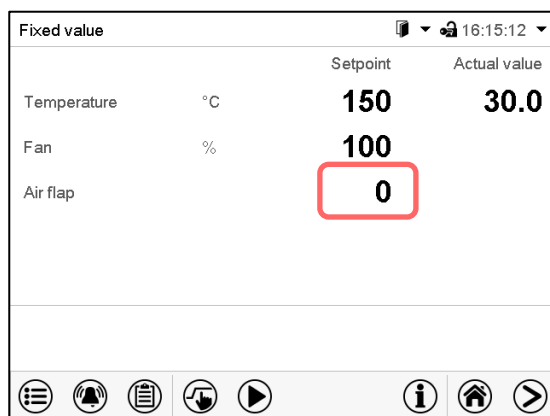 Fixed value 16:15:12
Setpoint Actual value
Temperature °C 150 30.0
Fan % 100
Air flap 0